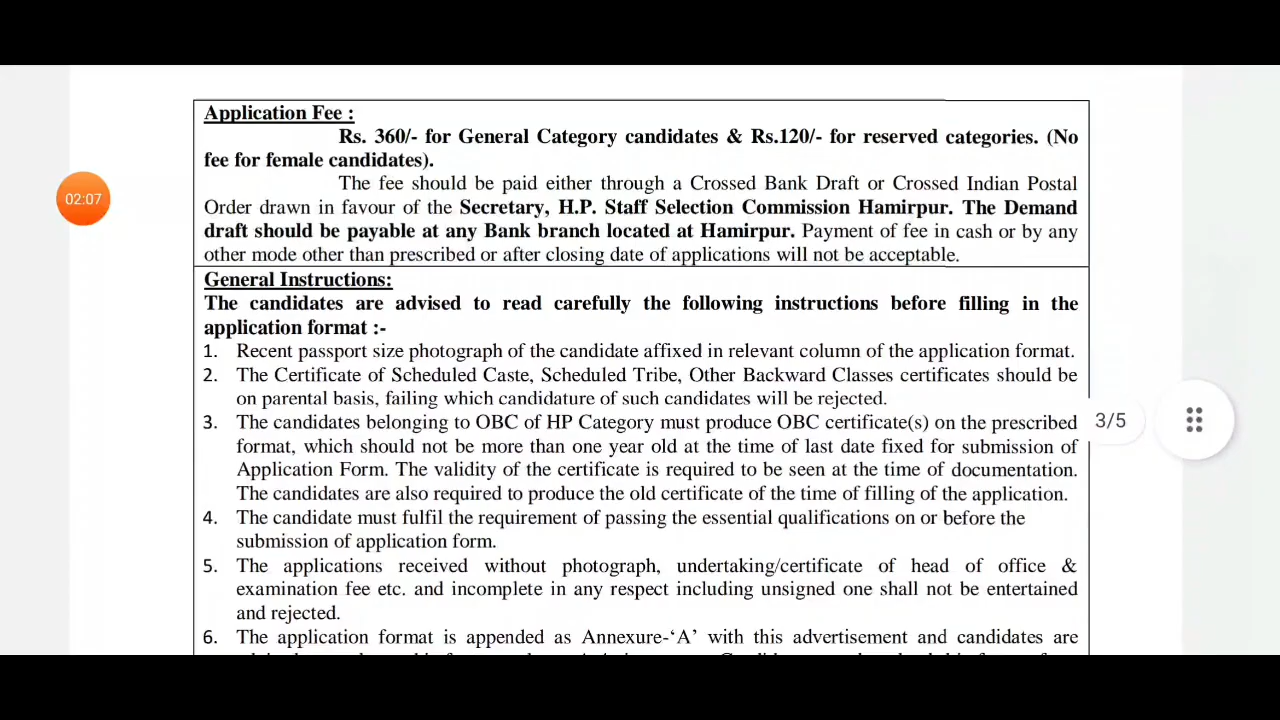 Application Fee :
Rs. 360/- for General Category candidates & Rs.120/- for reserved categories. (No
fee for female candidates).
The fee should be paid either through a Crossed Bank Draft or Crossed Indian Postal
Order drawn in favour of the Secretary, H.P. Staff Selection Commission Hamirpur. The Demand
draft should be payable at any Bank branch located at Hamirpur. Payment of fee in cash or by any
other mode other than prescribed or after closing date of applications will not be acceptable.
02:07
General Instructions:
The candidates are advised to read carefully the following instructions before filling in the
application format :-
1. Recent passport size photograph of the candidate affixed in relevant column of the application format.
2. The Certificate of Scheduled Caste, Scheduled Tribe, Other Backward Classes certificates should be
on parental basis, failing which candidature of such candidates will be rejected.
3. The candidates belonging to OBC of HP Category must produce OBC certificate(s) on the prescribed
format, which should not be more than one year old at the time of last date fixed for submission of
Application Form. The validity of the certificate is required to be seen at the time of documentation.
The candidates are also required to produce the old certificate of the time of filling of the application.
3/5
4. The candidate must fulfil the requirement of passing the essential qualifications on or before the
submission of application form.
5. The applications received without photograph, undertaking/certificate of head of office &
examination fee etc. and incomplete in any respect including unsigned one shall not be entertained
and rejected.
6. The application format is appended as Annexure-‘A’ with this advertisement and candidates are